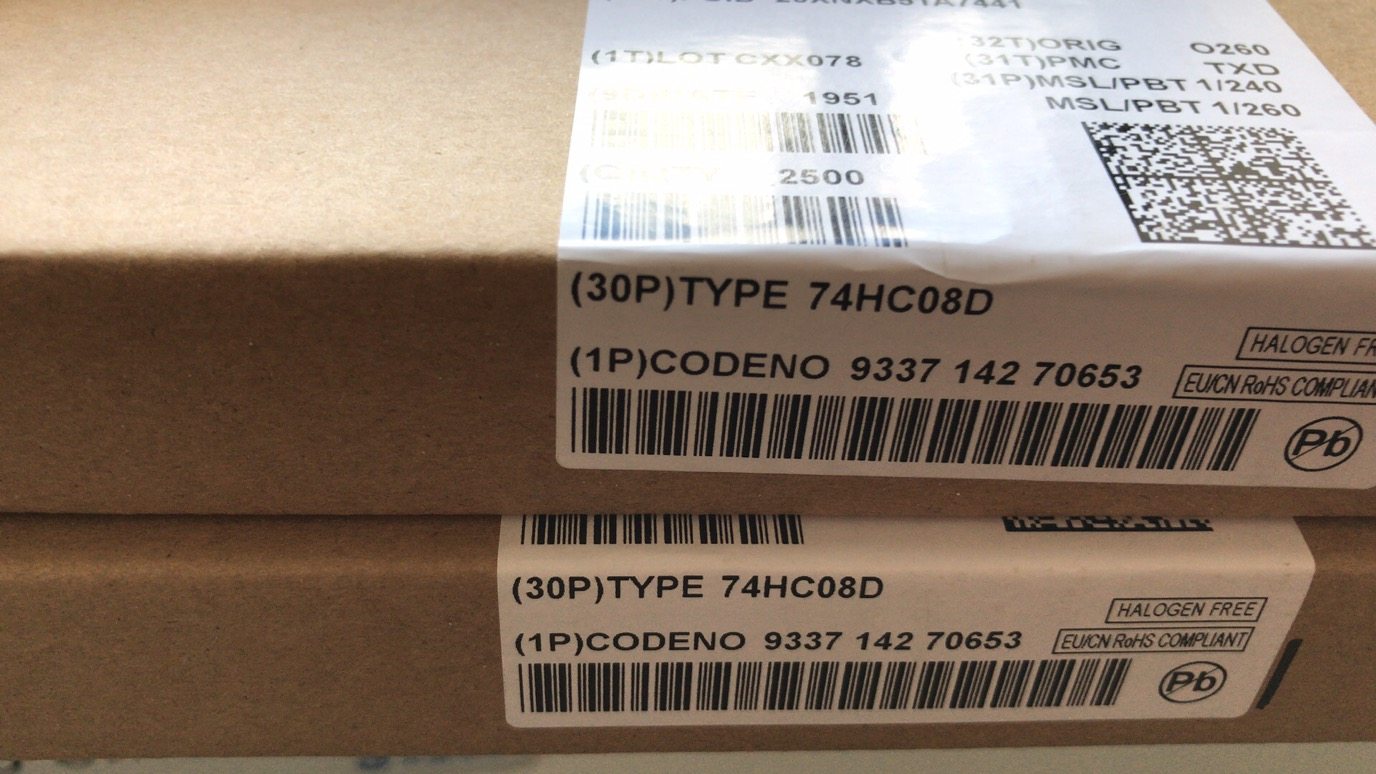 (1T)LOT CXX078
1951
2500
(32T)ORIG O260
(31T)PMC TXD
(31P)MSL/PBT 1/240
MSL/PBT 1/260
(30P)TYPE 74HC08D
HALOGEN
(1P)CODENO 9337 142 70653
EU/CN RoHS
Pb
(30P)TYPE 74HC08D
HALOGEN FREE
(1P)CODENO 9337 142 70653
EU/CN RoHS COMPLIANT
Pb